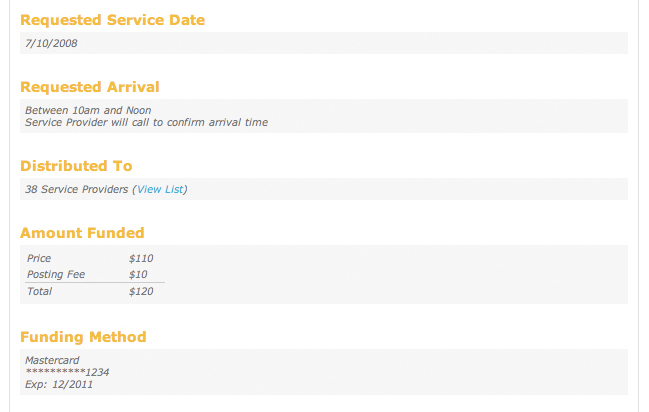 Requested Service Date
7/10/2008
Requested Arrival
Between 10am and Noon
Service Provider will call to confirm arrival time
Distributed To
38 Service Providers (View List)
Amount Funded
Price $110
Posting Fee $10
Total $120
Funding Method
Mastercard
**********1234
Exp: 12/2011